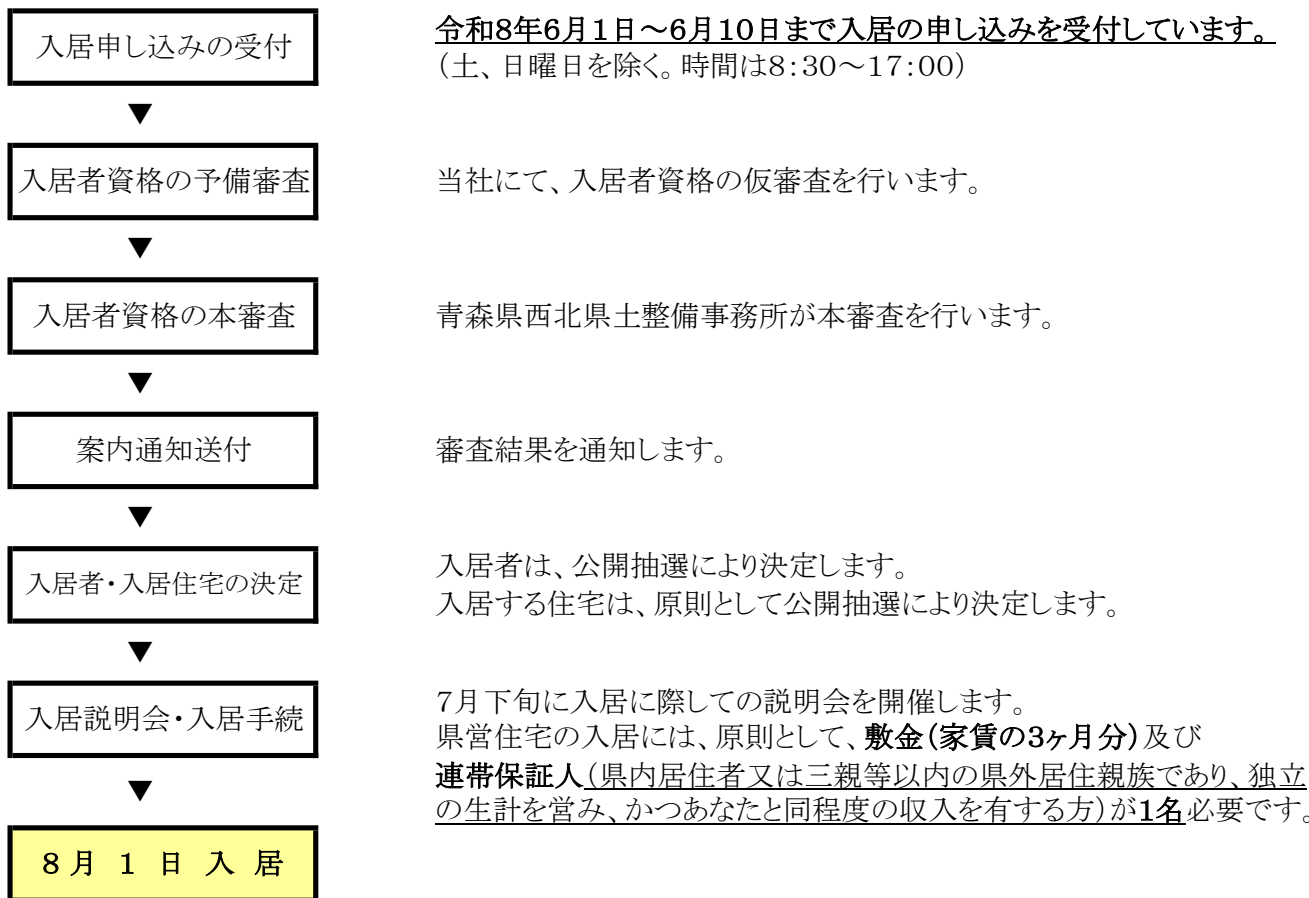 入居申し込みの受付
令和8年6月1日～6月10日まで入居の申し込みを受付しています。
（土、日曜日を除く。時間は8：30～17：00）
▼
入居者資格の予備審査
当社にて、入居者資格の仮審査を行います。
▼
入居者資格の本審査
青森県西北県土整備事務所が本審査を行います。
▼
案内通知送付
審査結果を通知します。
▼
入居者・入居住宅の決定
入居者は、公開抽選により決定します。
入居する住宅は、原則として公開抽選により決定します。
▼
入居説明会・入居手続
7月下旬に入居に際しての説明会を開催します。
県営住宅の入居には、原則として、敷金（家賃の3ヶ月分）及び
連帯保証人（県内居住者又は三親等以内の県外居住親族であり、独立
の生計を営み、かつあなたと同程度の収入を有する方）が1名必要です。
▼
8月 1 日 入 居